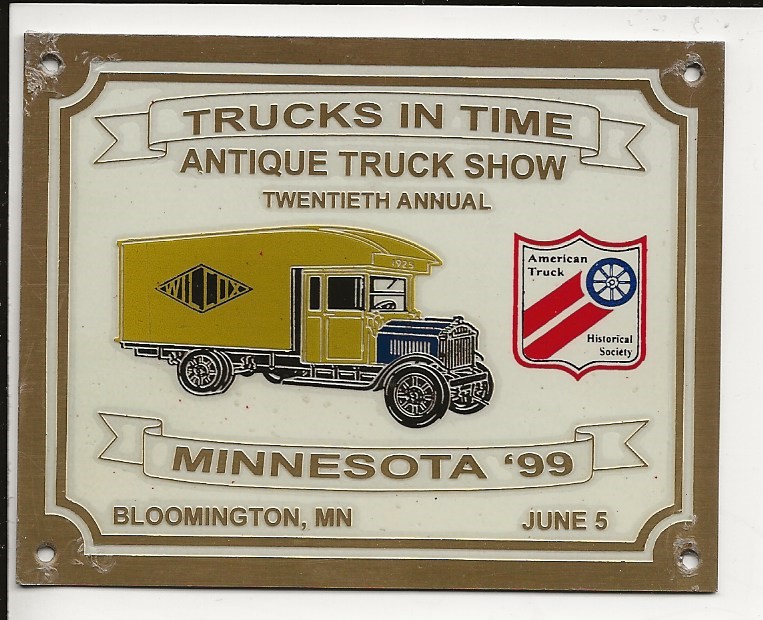 TRUCKS IN TIME
ANTIQUE TRUCK SHOW
TWENTIETH ANNUAL
1925
WILCOX
American
Truck
Historical
Society
MINNESOTA ‘99
BLOOMINGTON, MN
JUNE 5